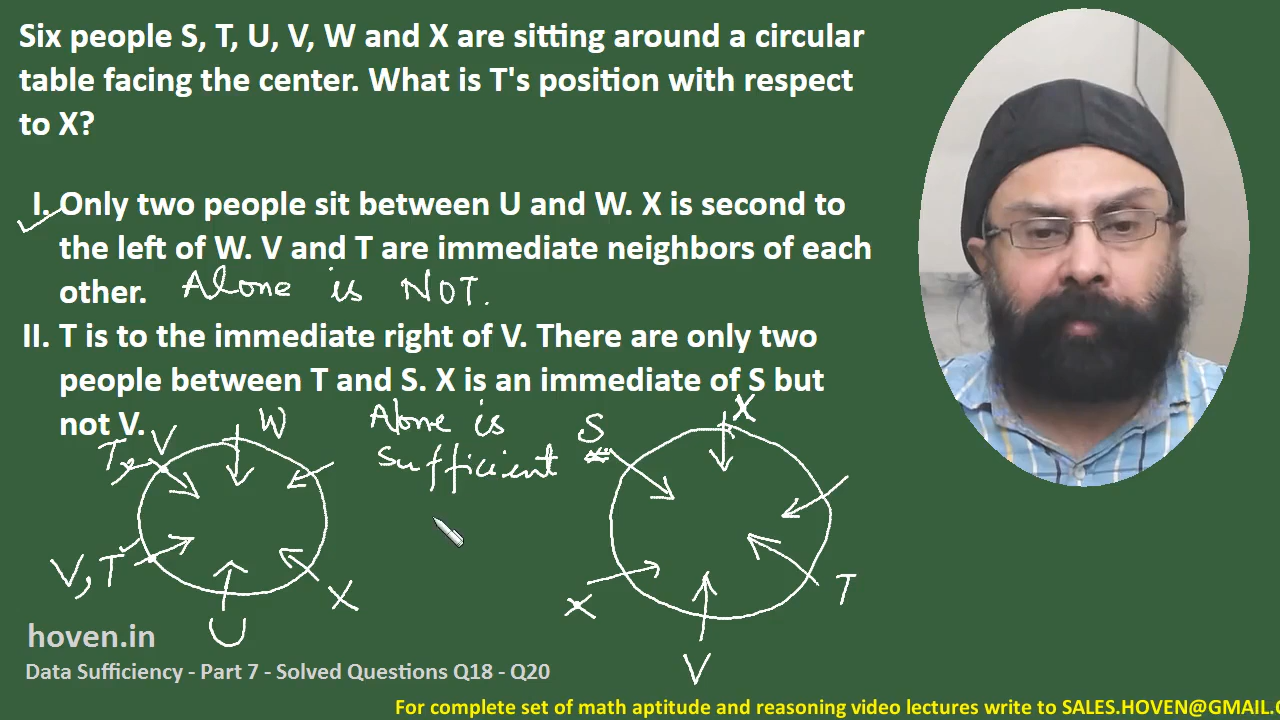 Six people S, T, U, V, W and X are sitting around a circular
table facing the center. What is T's position with respect
to X?
I. Only two people sit between U and W. X is second to
the left of W. V and T are immediate neighbors of each
other. Alone is NOT.
II. T is to the immediate right of V. There are only two
people between T and S. X is an immediate of S but
not V.
Alone is
Sufficient
T, V
W
V, T
U
X
S
X
X
T
V
hoven.in
Data Sufficiency - Part 7 - Solved Questions Q18 - Q20
For complete set of math aptitude and reasoning video lectures write to SALES.HOVEN@GMAIL.C